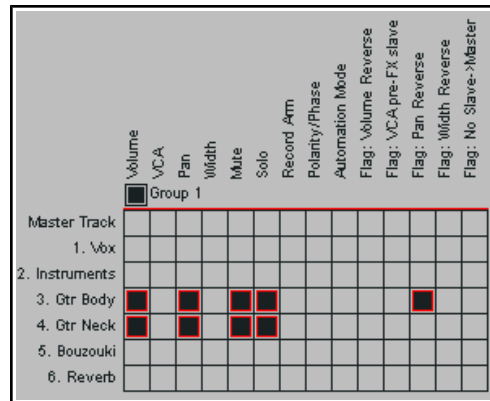 Volume
VCA
Pan
Width
Mute
Solo
Record Arm
Polarity/Phase
Automation Mode
Flag: Volume Reverse
Flag: VCA pre-FX slave
Flag: Pan Reverse
Flag: Width Reverse
Flag: No Slave->Master
Group 1
Master Track
1. Vox
2. Instruments
3. Gtr Body
4. Gtr Neck
5. Bouzouki
6. Reverb